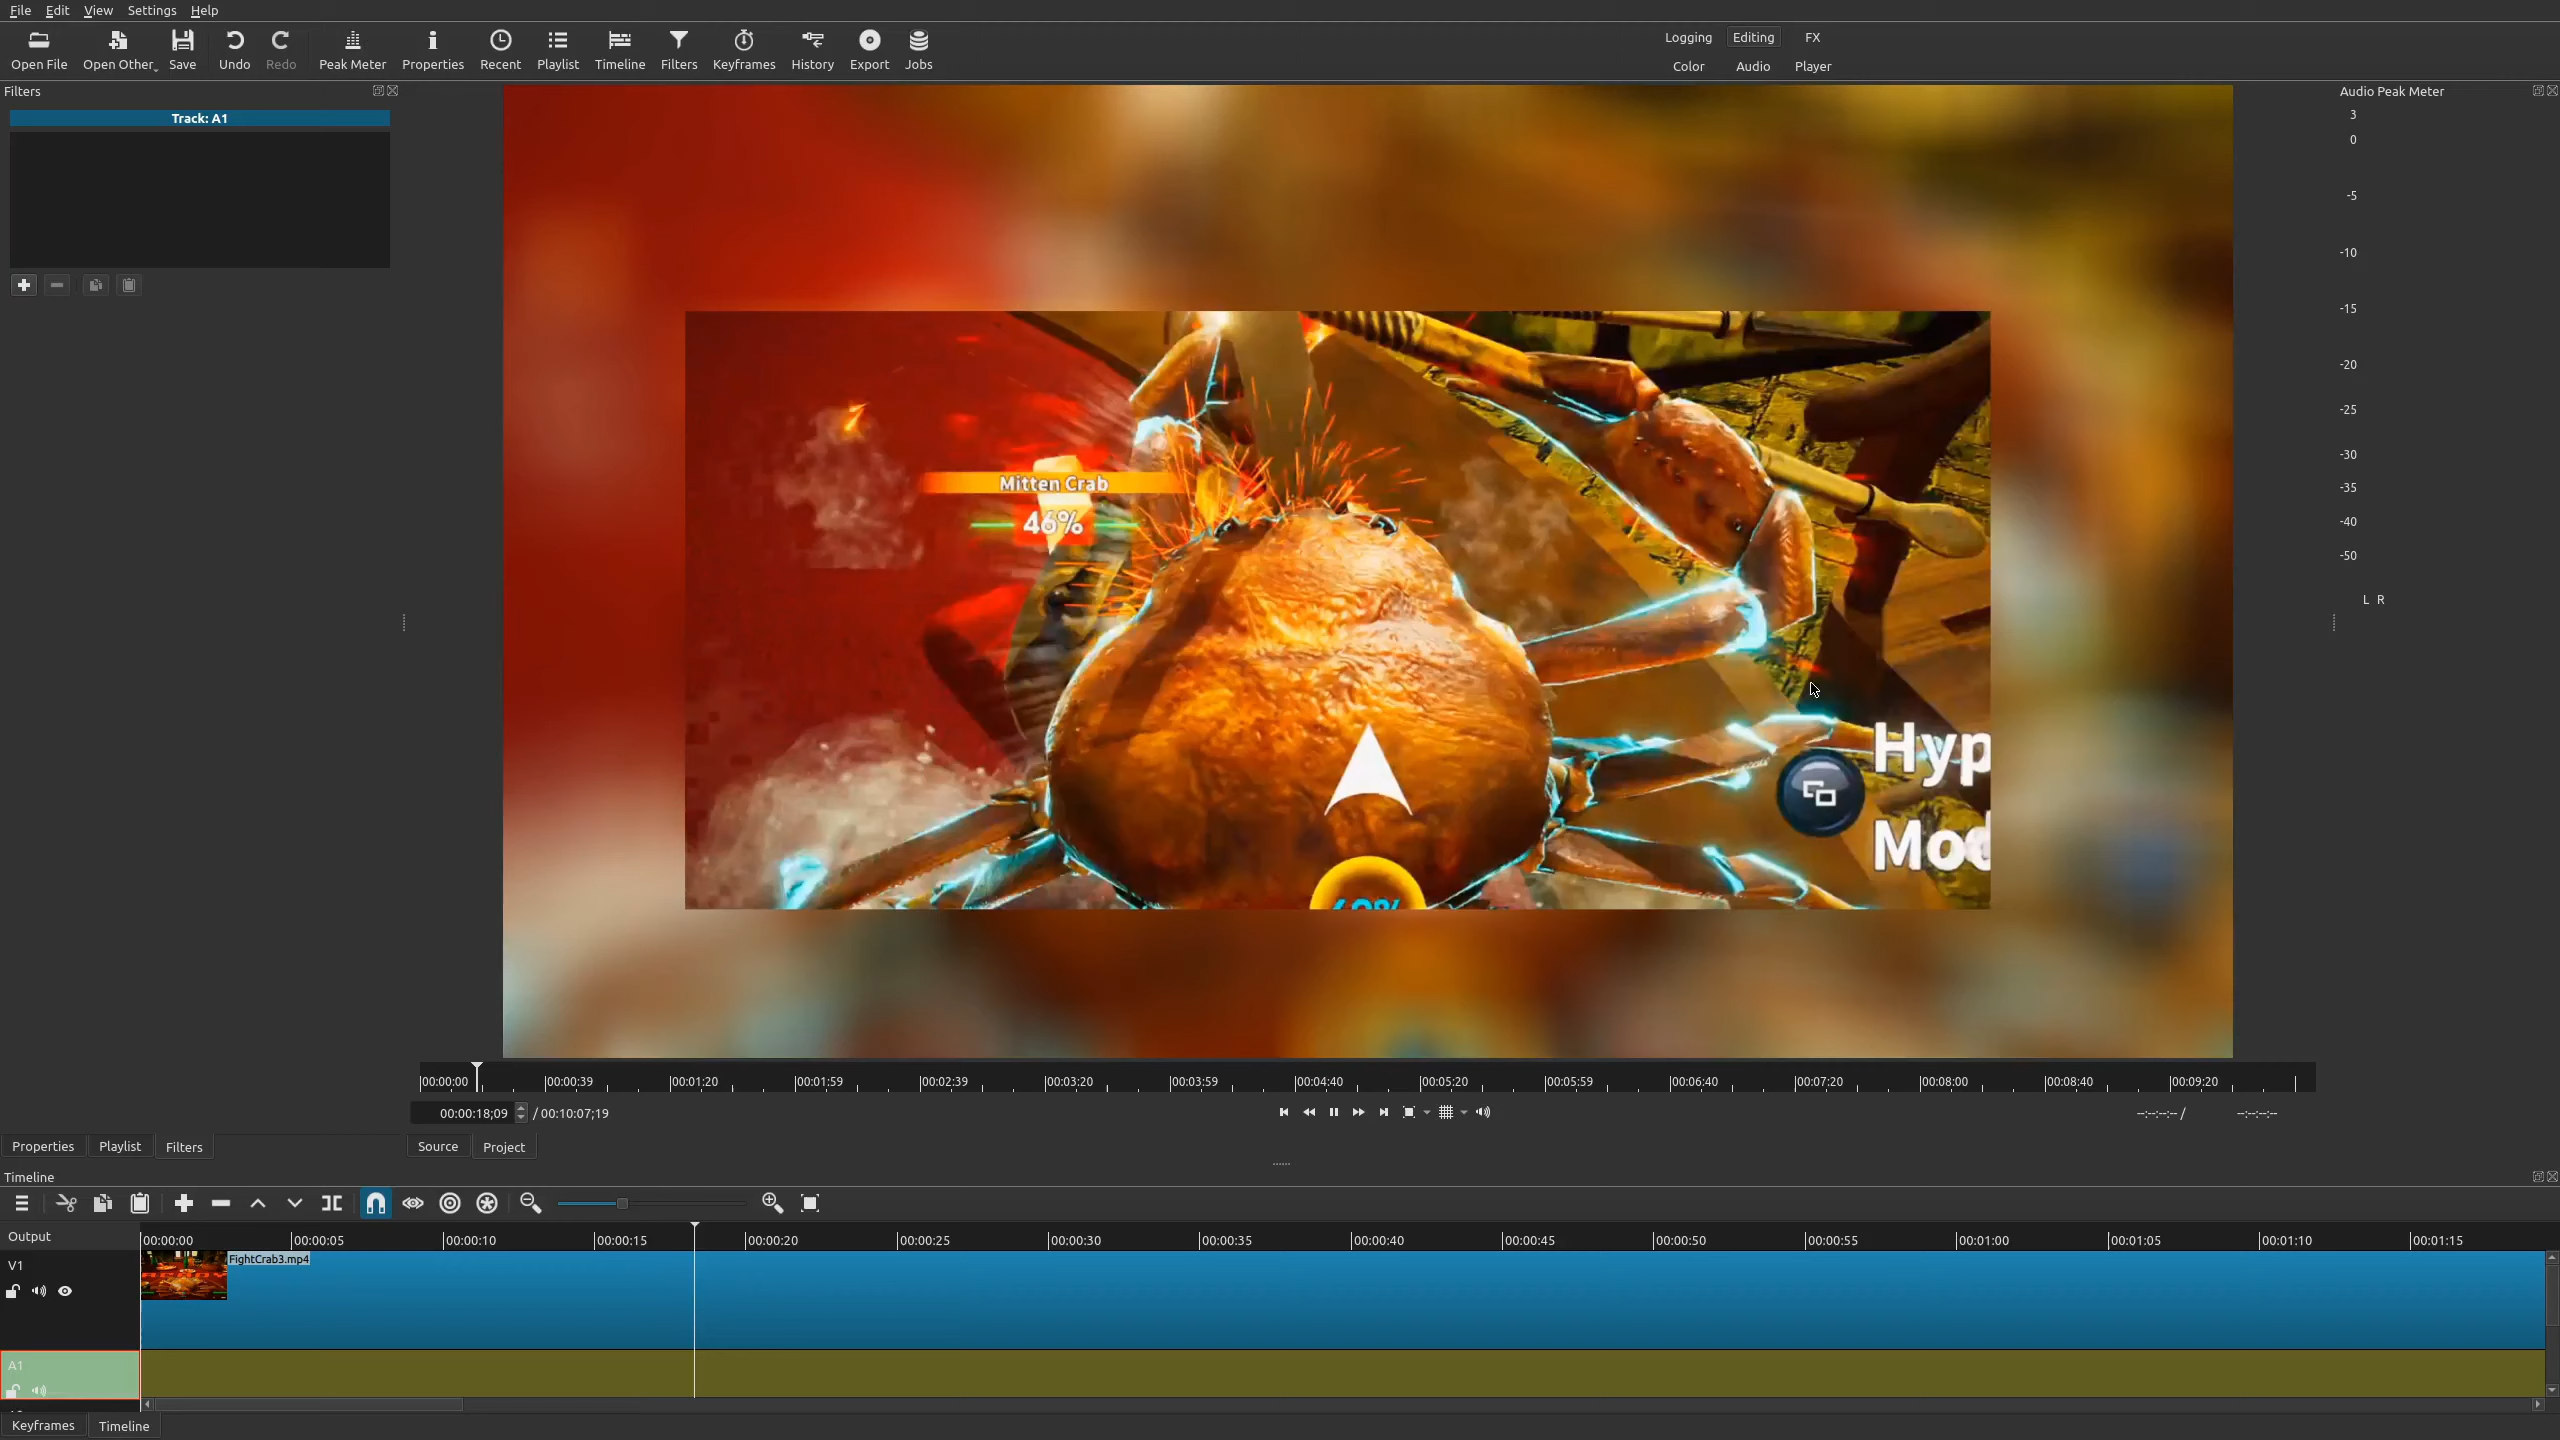 File Edit View Settings Help
Open File Open Other Save Undo Redo Peak Meter Properties Recent Playlist Timeline Filters Keyframes History Export Jobs
Logging Editing FX
Color Audio Player
Filters
Track: A1
Audio Peak Meter
3
0
-5
-10
-15
-20
-25
-30
-35
-40
-50
L R
Mitten Crab
46%
Hyp
Mod
00:00:00 00:00:39 00:01:20 00:01:59 00:02:39 00:03:20 00:03:59 00:04:40 00:05:20 00:05:59 00:06:40 00:07:20 00:08:00 00:08:40 00:09:20
00:00:18;09 / 00:10:07;19 --:--:--:-- / --:--:--:--
Properties Playlist Filters Source Project
Timeline
Output 00:00:00 00:00:05 00:00:10 00:00:15 00:00:20 00:00:25 00:00:30 00:00:35 00:00:40 00:00:45 00:00:50 00:00:55 00:01:00 00:01:05 00:01:10 00:01:15
V1 FightCrab3.mp4
A1
Keyframes Timeline